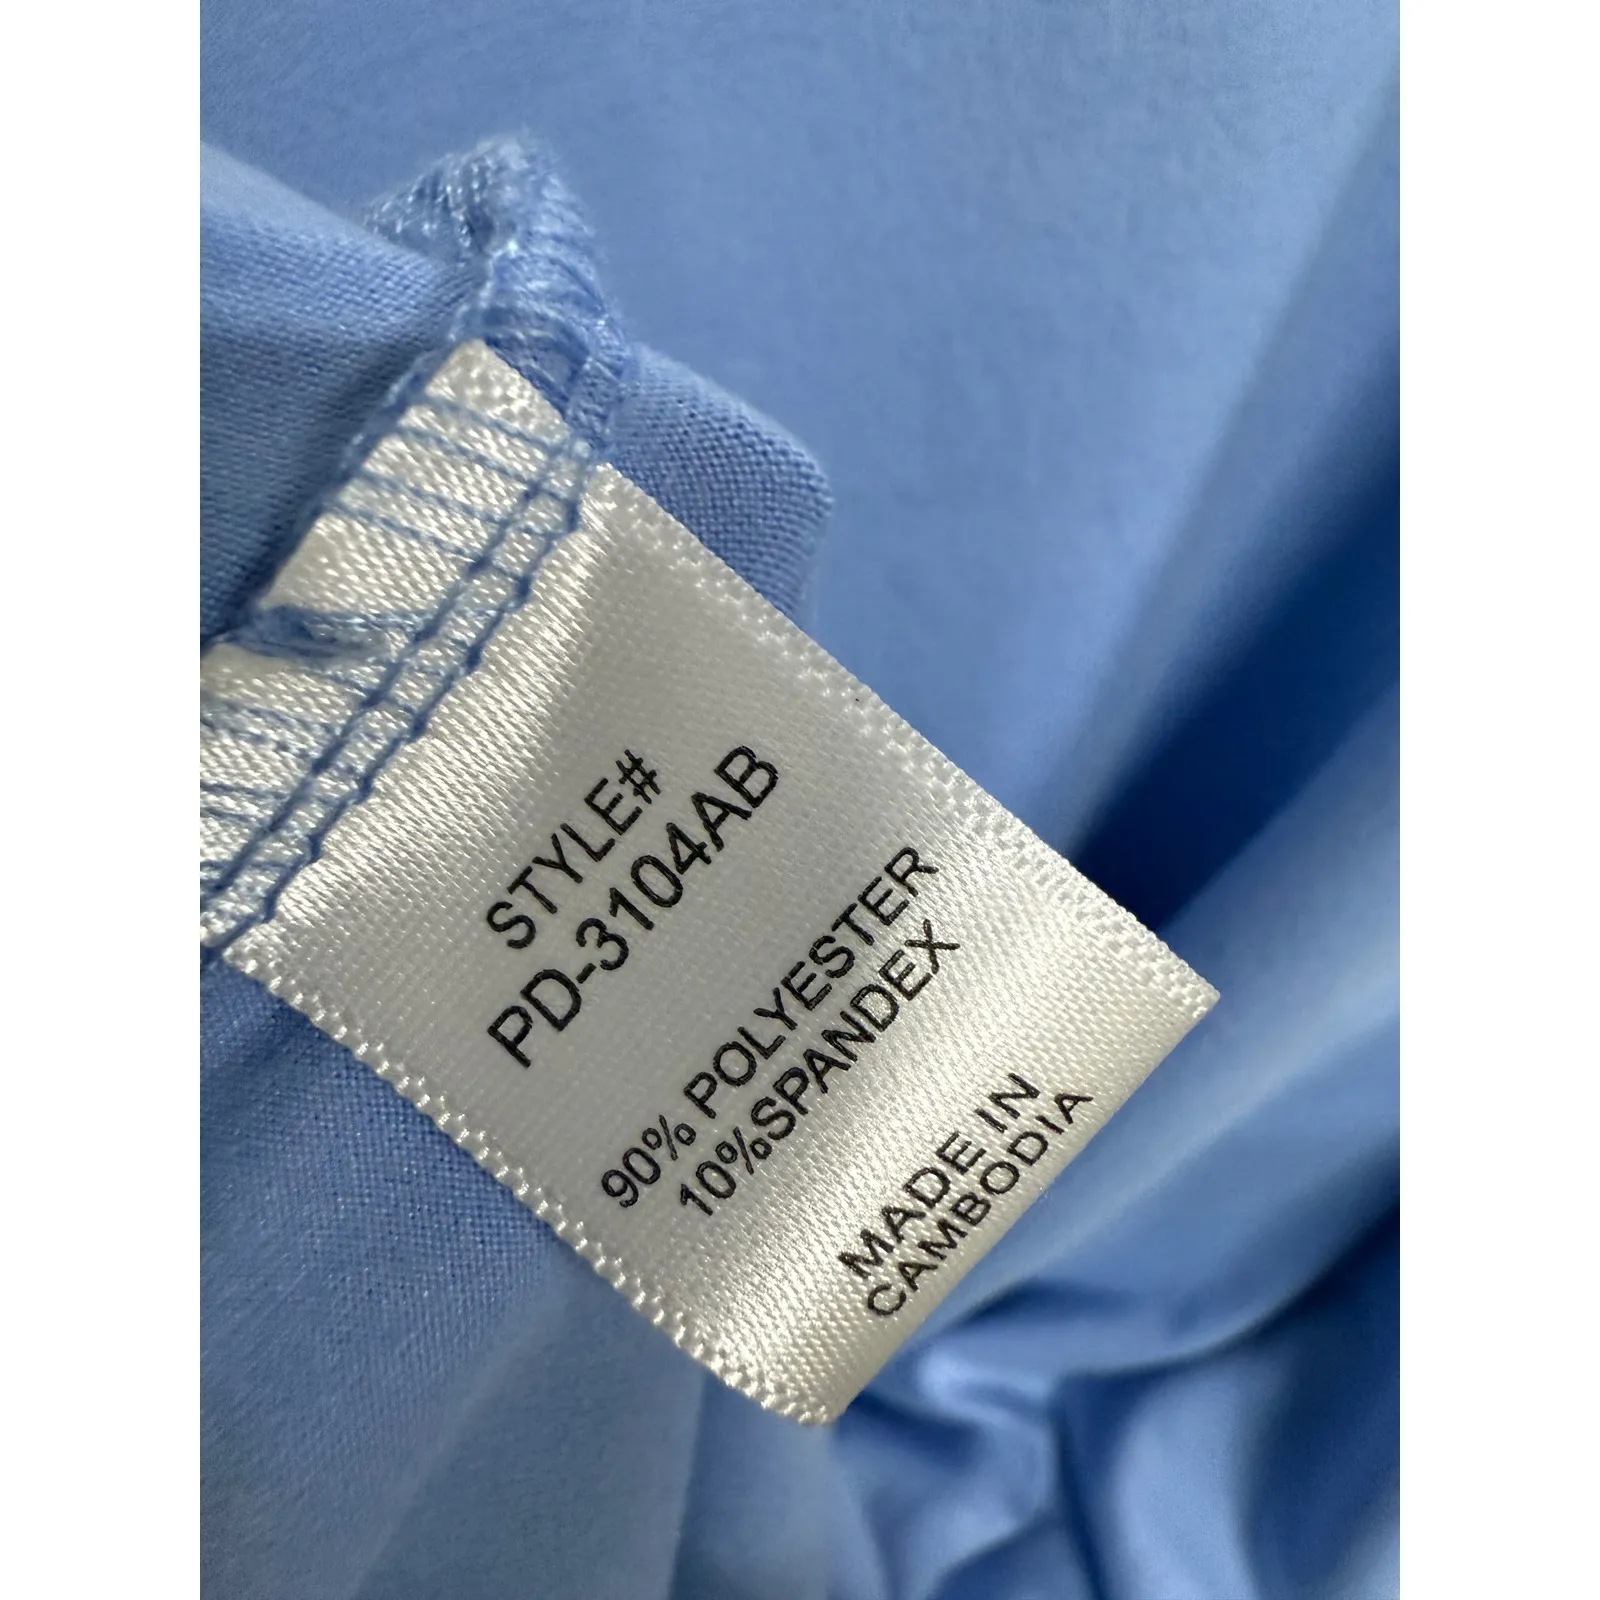 STYLE#
PD-3104AB
90% POLYESTER
10%SPANDEX
MADE IN
CAMBODIA